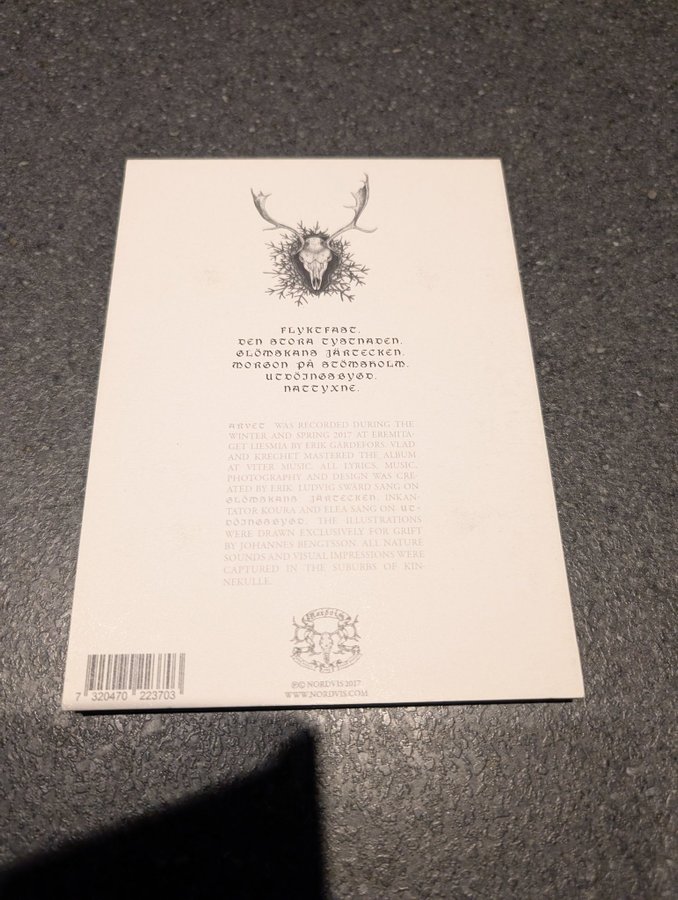 FLYKTFAST.
DEN STORA TYSTNADEN.
GLÖMSKANS JÄRTECKEN.
MORGON PÅ STÖMSHOLM.
UTDÖINGSBYGD.
NATTYXNE.
ARVET WAS RECORDED DURING THE
WINTER AND SPRING 2017 AT EREMITA-
GET LIESMIA BY ERIK GARDEFORS. VLAD
AND KRECHET MASTERED THE ALBUM
AT VITER MUSIC. ALL LYRICS, MUSIC,
PHOTOGRAPHY AND DESIGN WAS CRE-
ATED BY ERIK. LUDVIG SWÄRD SANG ON
GLÖMSKANS JÄRTECKEN, INKAN-
TATOR KOURA AND ELEA SANG ON UT-
DÖINGSBYGD. THE ILLUSTRATIONS
WERE DRAWN EXCLUSIVELY FOR GRIFT
BY JOHANNES BENGTSSON. ALL NATURE
SOUNDS AND VISUAL IMPRESSIONS WERE
CAPTURED IN THE SUBURBS OF KIN-
NEKULLE.
℗© NORDVIS 2017
WWW.NORDVIS.COM
7 320470 223703